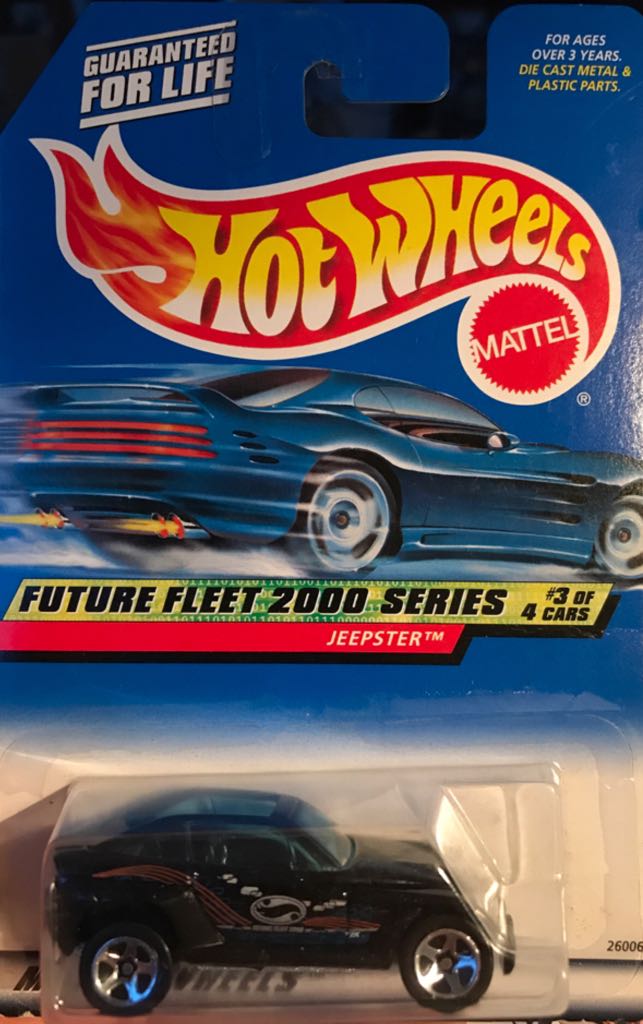 GUARANTEED
FOR LIFE
FOR AGES
OVER 3 YEARS.
DIE CAST METAL &
PLASTIC PARTS.
HOT WHEELS
MATTEL
®
FUTURE FLEET 2000 SERIES
#3 OF
4 CARS
JEEPSTER™
26006
WHEELS